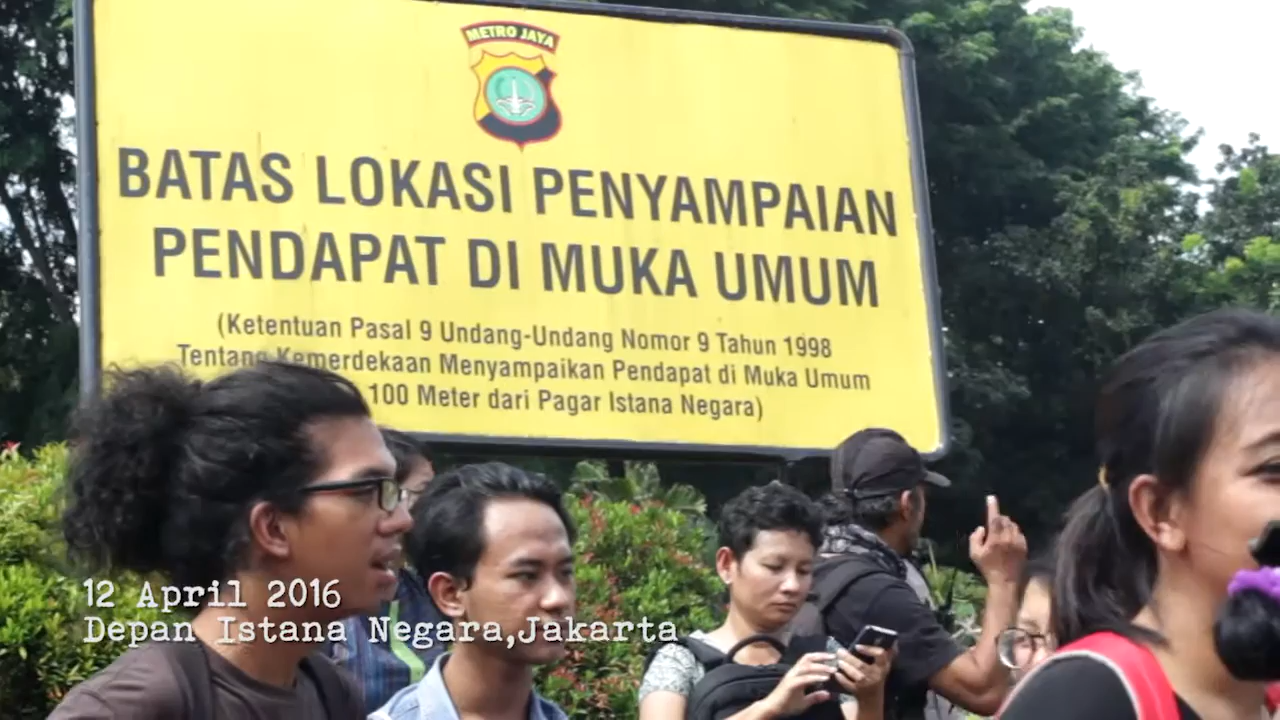 METRO JAYA
BATAS LOKASI PENYAMPAIAN
PENDAPAT DI MUKA UMUM
(Ketentuan Pasal 9 Undang-Undang Nomor 9 Tahun 1998
Tentang Kemerdekaan Menyampaikan Pendapat di Muka Umum
100 Meter dari Pagar Istana Negara)
12 April 2016
Depan Istana Negara,Jakarta